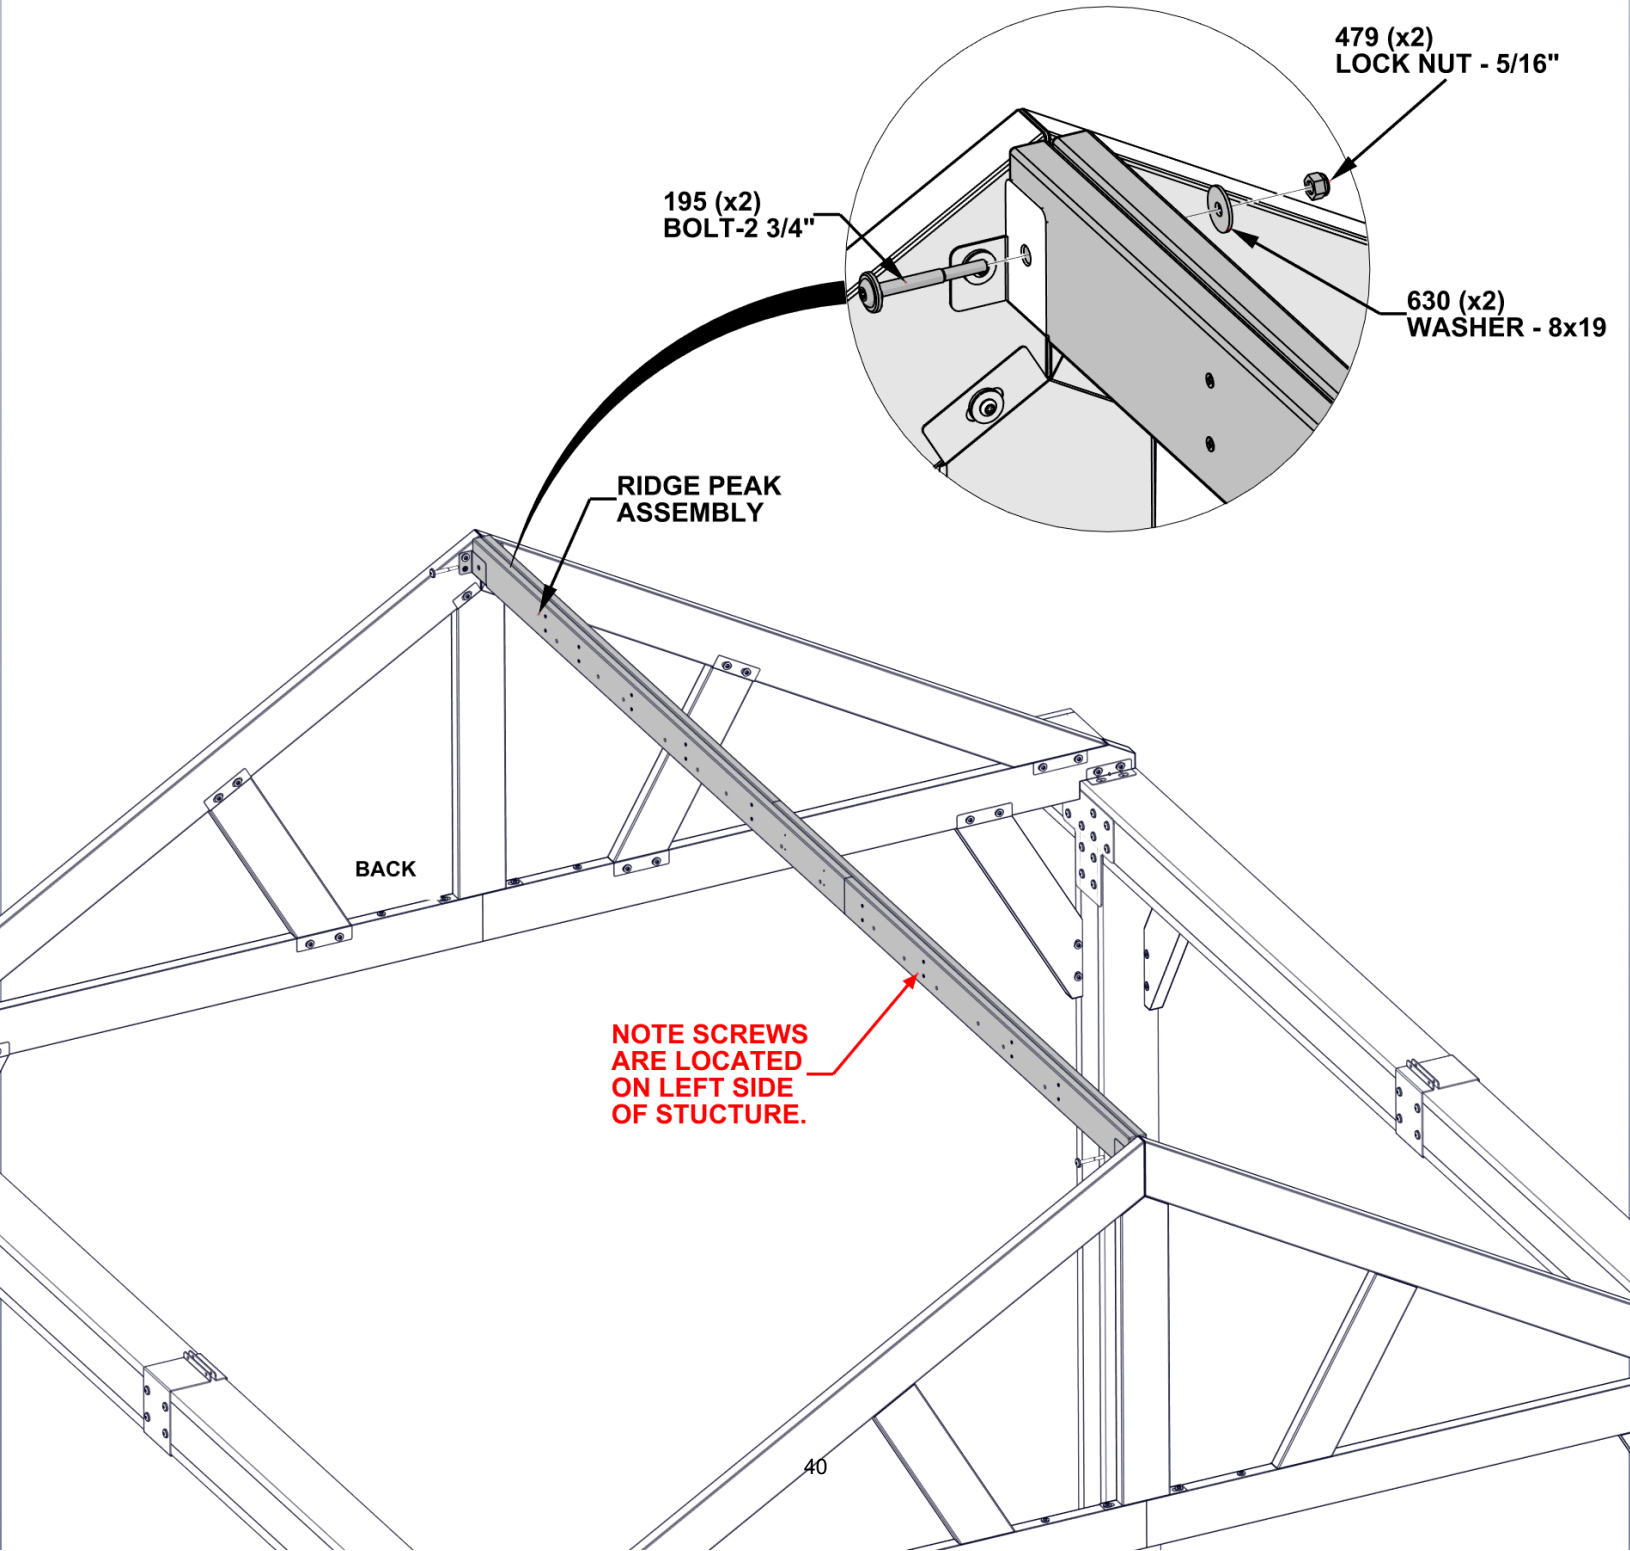 479 (x2)
LOCK NUT - 5/16"
195 (x2)
BOLT-2 3/4"
630 (x2)
WASHER - 8x19
RIDGE PEAK
ASSEMBLY
BACK
NOTE SCREWS
ARE LOCATED
ON LEFT SIDE
OF STUCTURE.
40